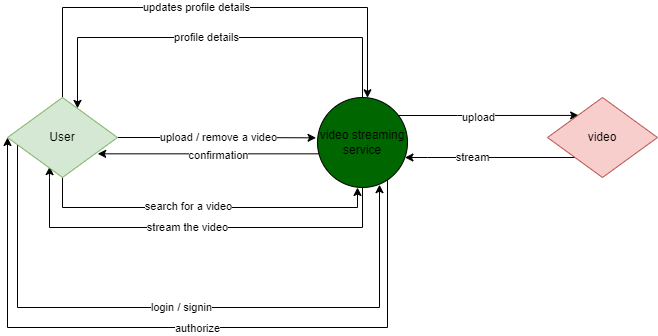 updates profile details
profile details
upload / remove a video
confirmation
User
video streaming
service
upload
stream
video
search for a video
stream the video
login / signin
authorize